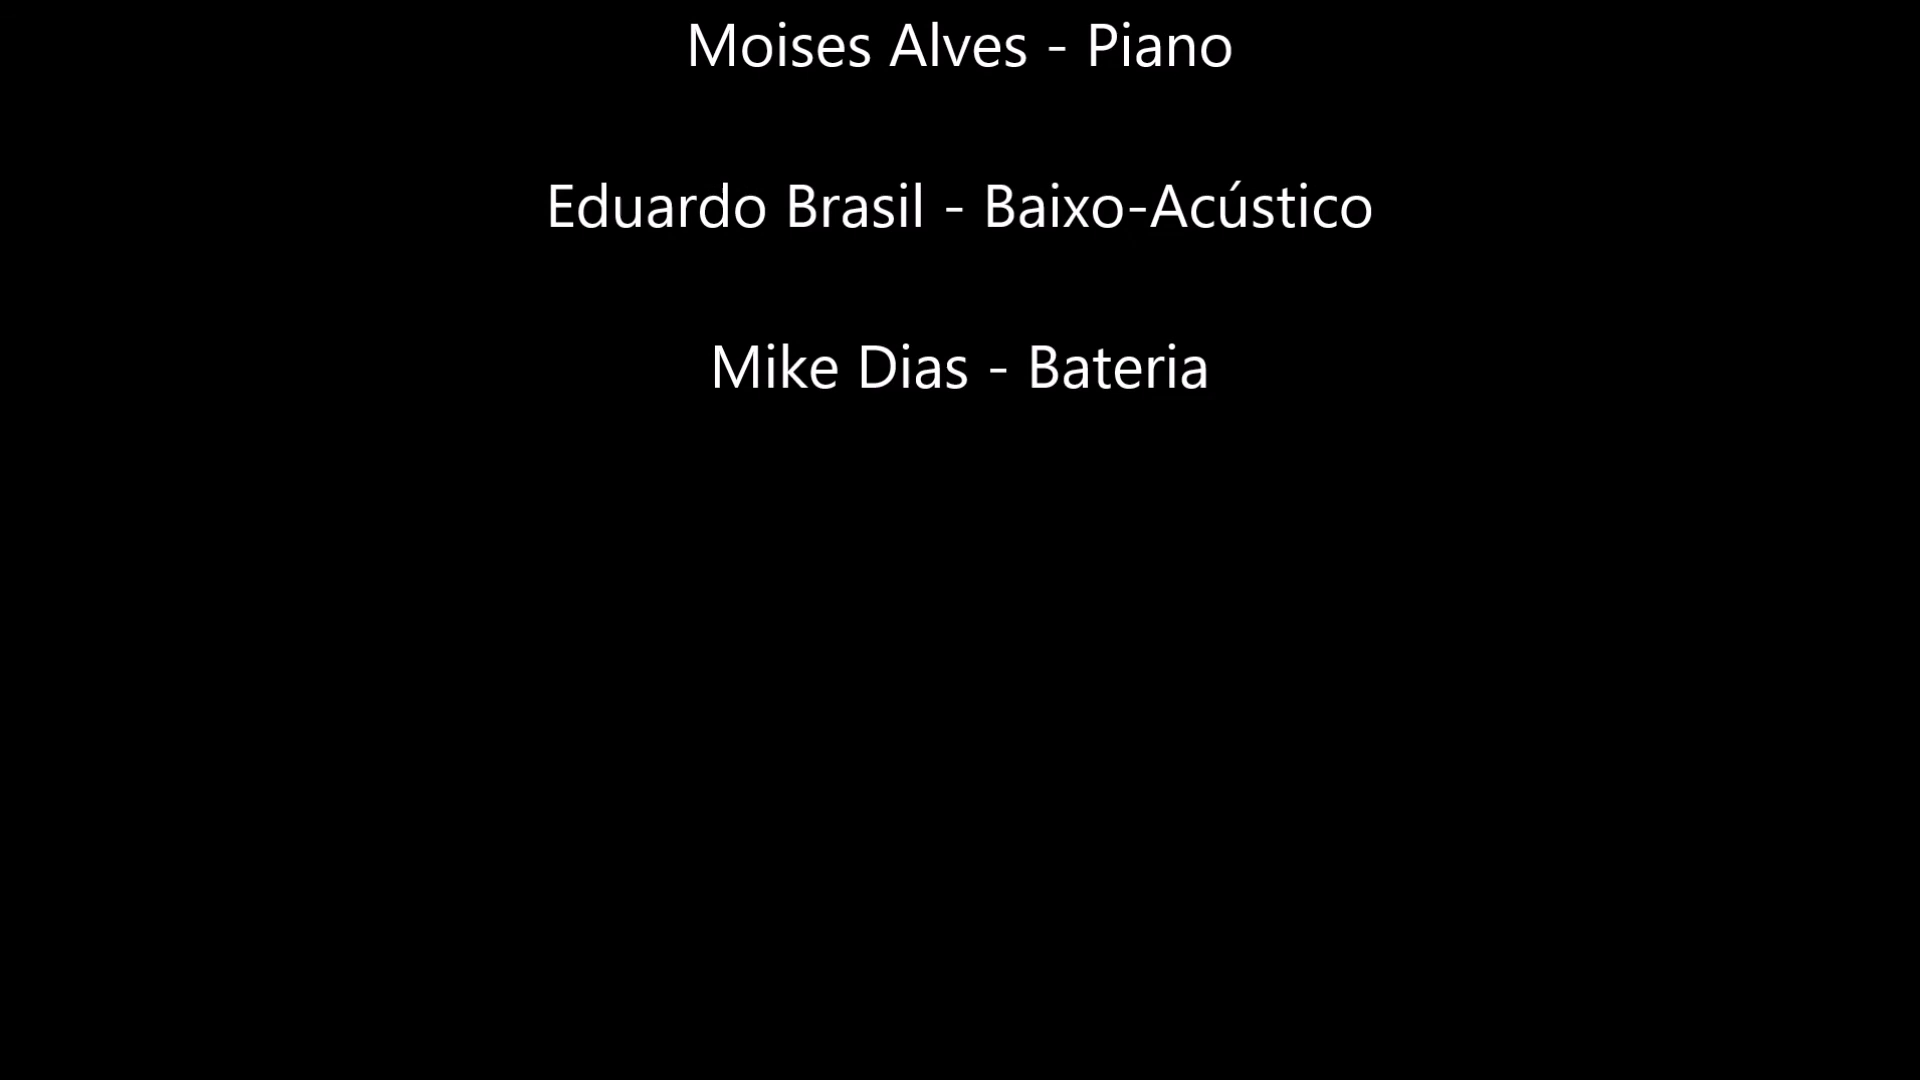 Moises Alves - Piano
Eduardo Brasil - Baixo-Acústico
Mike Dias - Bateria